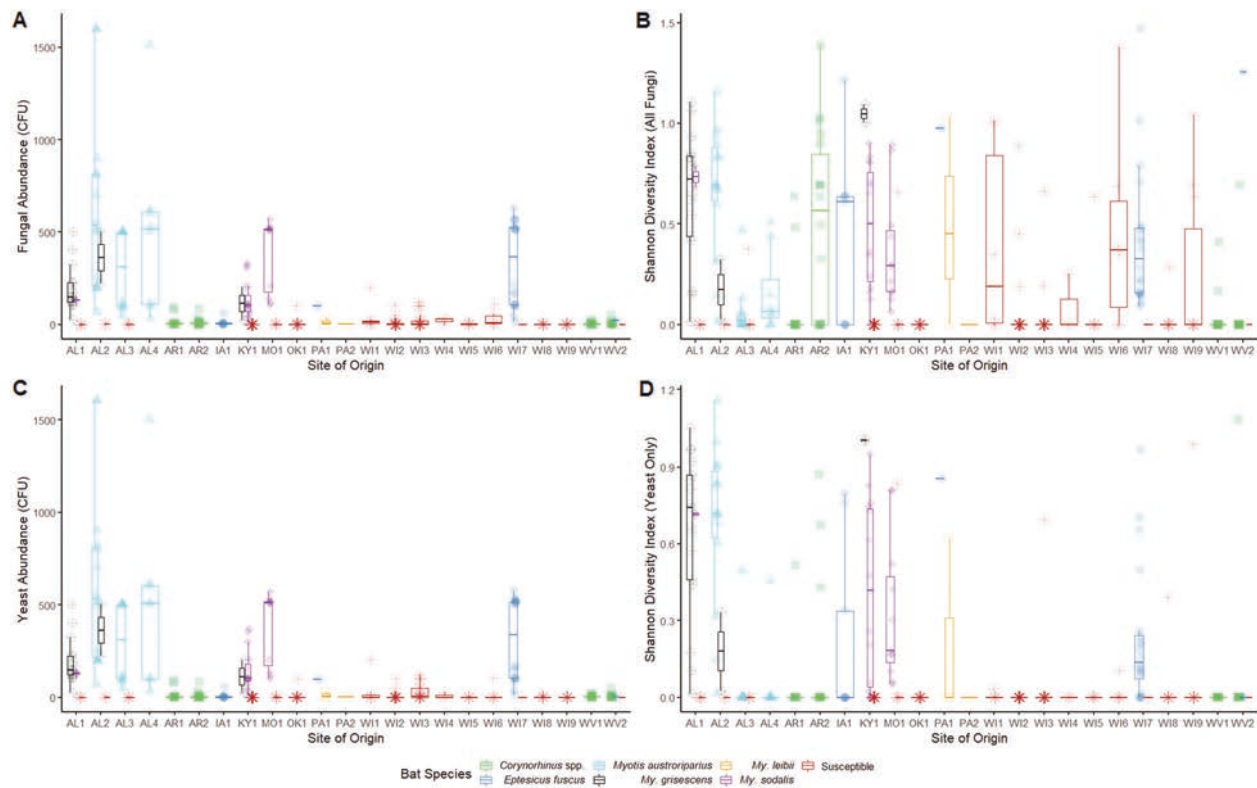 A
1500
1000
500
0
Fungal Abundance (CFU)
AL1 AL2 AL3 AL4 AR1 AR2 IA1 KY1 MO1 OK1 PA1 PA2 WI1 WI2 WI3 WI4 WI5 WI6 WI7 WI8 WI9 WV1 WV2
Site of Origin
B
1.5
1.0
0.5
0.0
Shannon Diversity Index (All Fungi)
AL1 AL2 AL3 AL4 AR1 AR2 IA1 KY1 MO1 OK1 PA1 PA2 WI1 WI2 WI3 WI4 WI5 WI6 WI7 WI8 WI9 WV1 WV2
Site of Origin
C
1500
1000
500
0
Yeast Abundance (CFU)
AL1 AL2 AL3 AL4 AR1 AR2 IA1 KY1 MO1 OK1 PA1 PA2 WI1 WI2 WI3 WI4 WI5 WI6 WI7 WI8 WI9 WV1 WV2
Site of Origin
D
1.2
0.9
0.6
0.3
0.0
Shannon Diversity Index (Yeast Only)
AL1 AL2 AL3 AL4 AR1 AR2 IA1 KY1 MO1 OK1 PA1 PA2 WI1 WI2 WI3 WI4 WI5 WI6 WI7 WI8 WI9 WV1 WV2
Site of Origin
Bat Species
Corynorhinus spp. Myotis austroriparius My. leibii Susceptible
Eptesicus fuscus My. grisescens My. sodalis